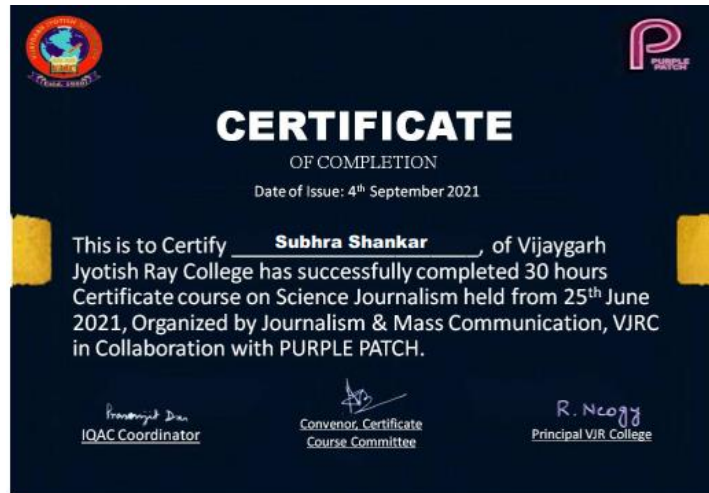 PURPLE
PATCH
CERTIFICATE
OF COMPLETION
Date of Issue: 4th September 2021
This is to Certify Subhra Shankar, of Vijaygarh
Jyotish Ray College has successfully completed 30 hours
Certificate course on Science Journalism held from 25th June
2021, Organized by Journalism & Mass Communication, VJRC
in Collaboration with PURPLE PATCH.
R. Neogy
IQAC Coordinator
Convenor, Certificate
Course Committee
Principal VJR College